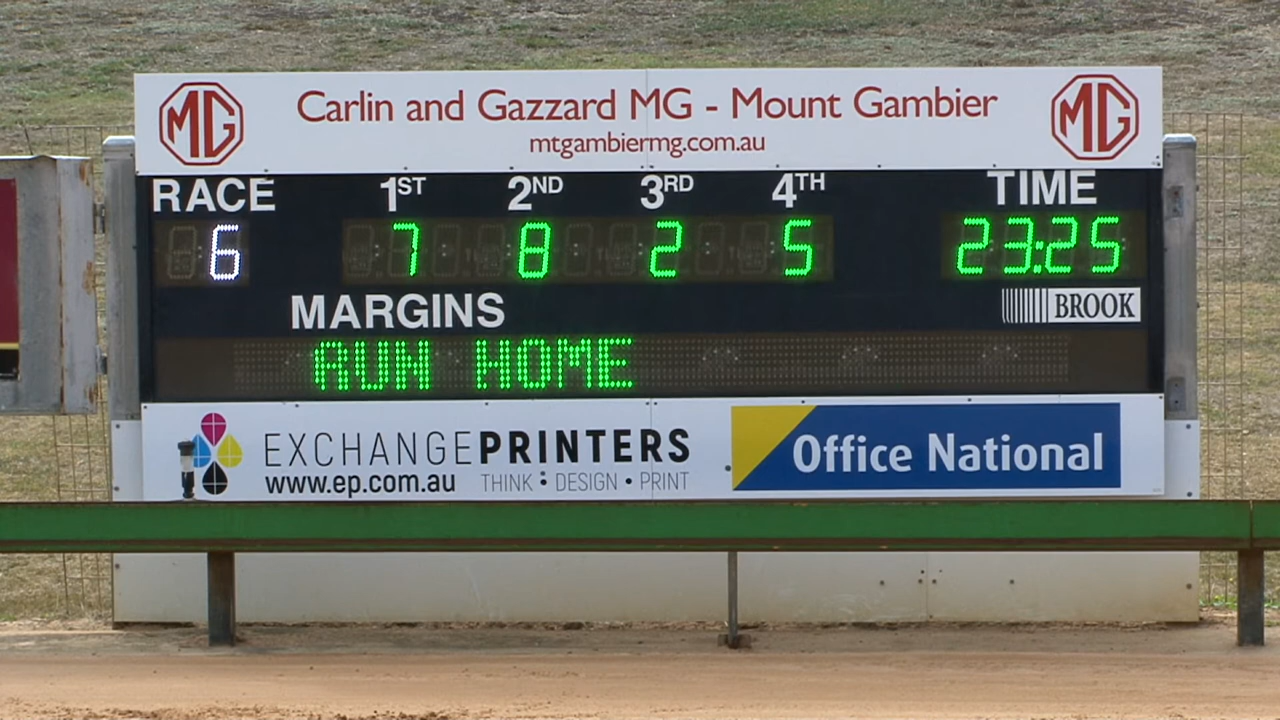 MG Carlin and Gazzard MG - Mount Gambier MG
mtgambiermg.com.au
RACE 1ST 2ND 3RD 4TH TIME
6 7 8 2 5 23:25
MARGINS BROOK
RUN HOME
EXCHANGEPRINTERS Office National
www.ep.com.au THINK : DESIGN • PRINT